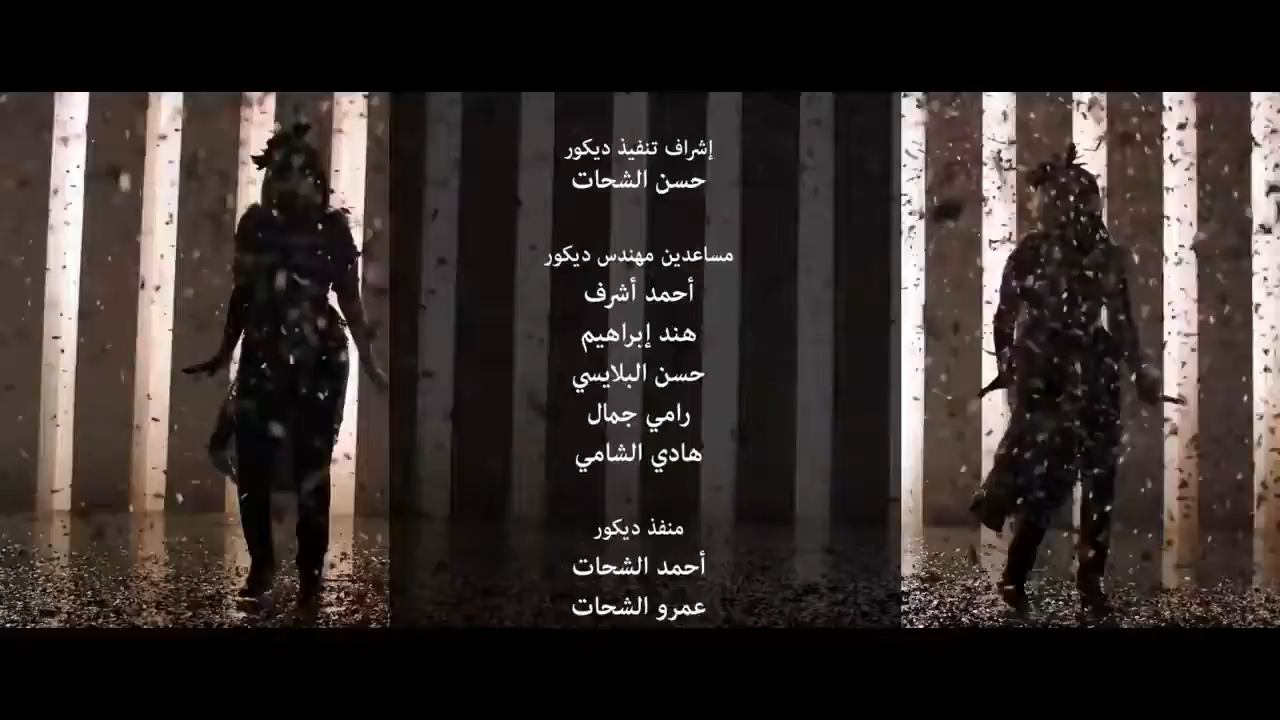 إشراف تنفيذ ديكور
حسن الشحات
مساعدين مهندس ديكور
أحمد أشرف
هند إبراهيم
حسن البلايسي
رامي جمال
هادي الشامي
منفذ ديكور
أحمد الشحات
عمرو الشحات